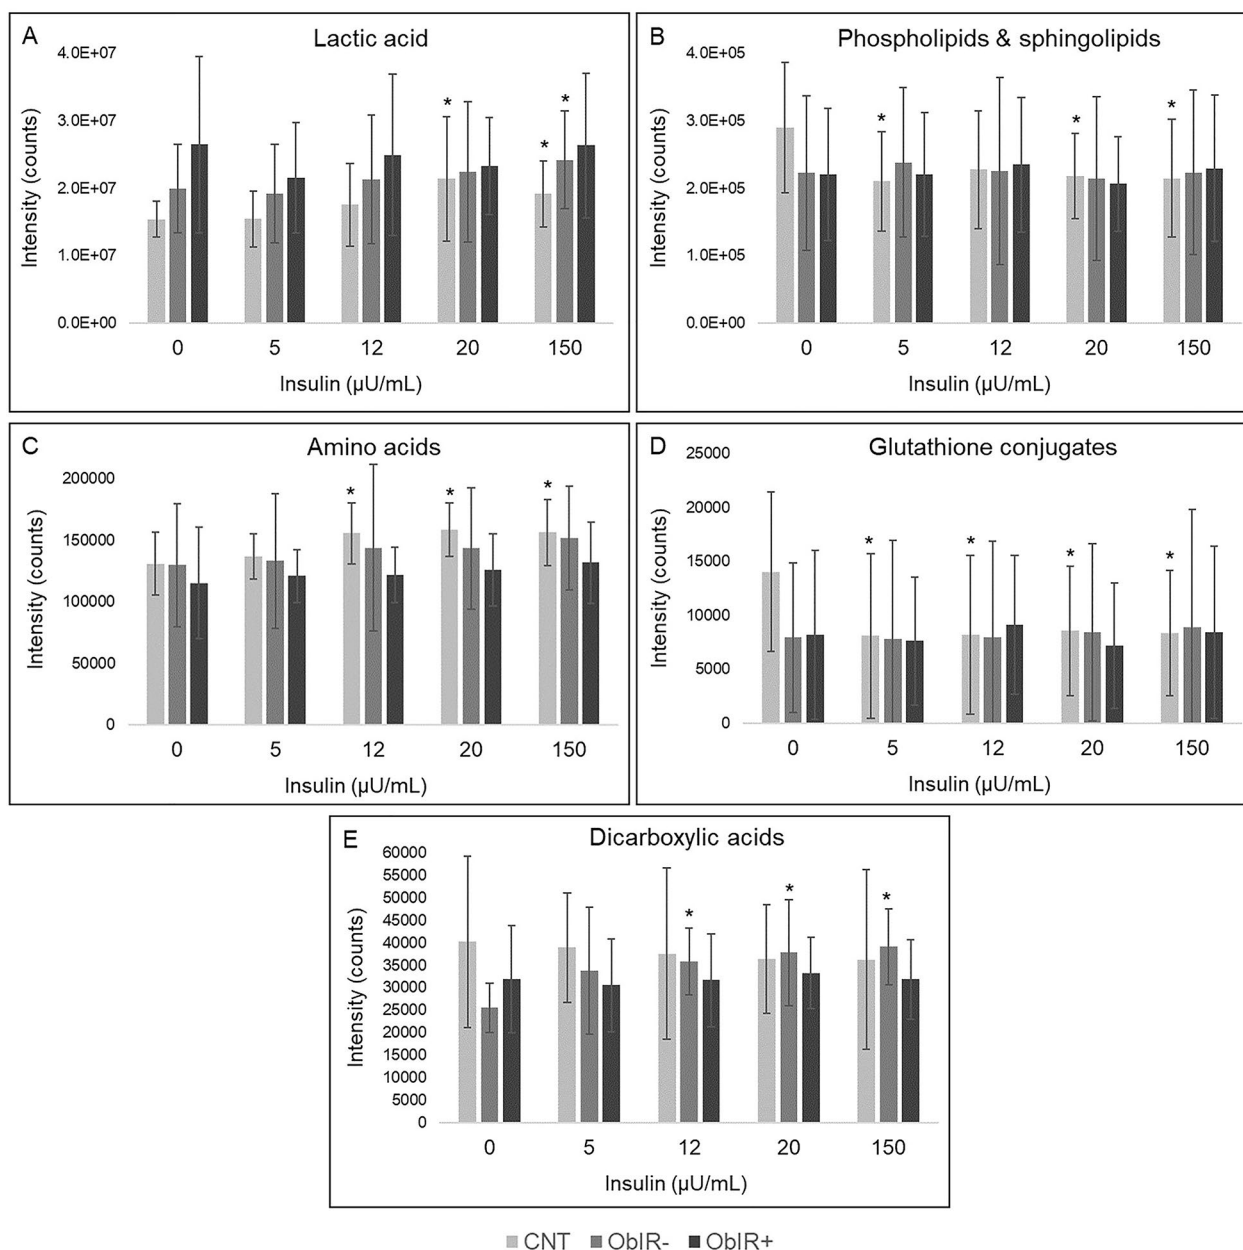 A
Lactic acid
4.0E+07
3.0E+07
2.0E+07
1.0E+07
0.0E+00
Intensity (counts)
* * *
0 5 12 20 150
Insulin (µU/mL)
B
Phospholipids & sphingolipids
4.0E+05
3.0E+05
2.0E+05
1.0E+05
0.0E+00
Intensity (counts)
* * *
0 5 12 20 150
Insulin (µU/mL)
C
Amino acids
200000
150000
100000
50000
0
Intensity (counts)
* * *
0 5 12 20 150
Insulin (µU/mL)
D
Glutathione conjugates
25000
20000
15000
10000
5000
0
Intensity (counts)
* * * *
0 5 12 20 150
Insulin (µU/mL)
E
Dicarboxylic acids
60000
55000
50000
45000
40000
35000
30000
25000
20000
15000
10000
5000
0
Intensity (counts)
* * *
0 5 12 20 150
Insulin (µU/mL)
CNT ObIR- ObIR+